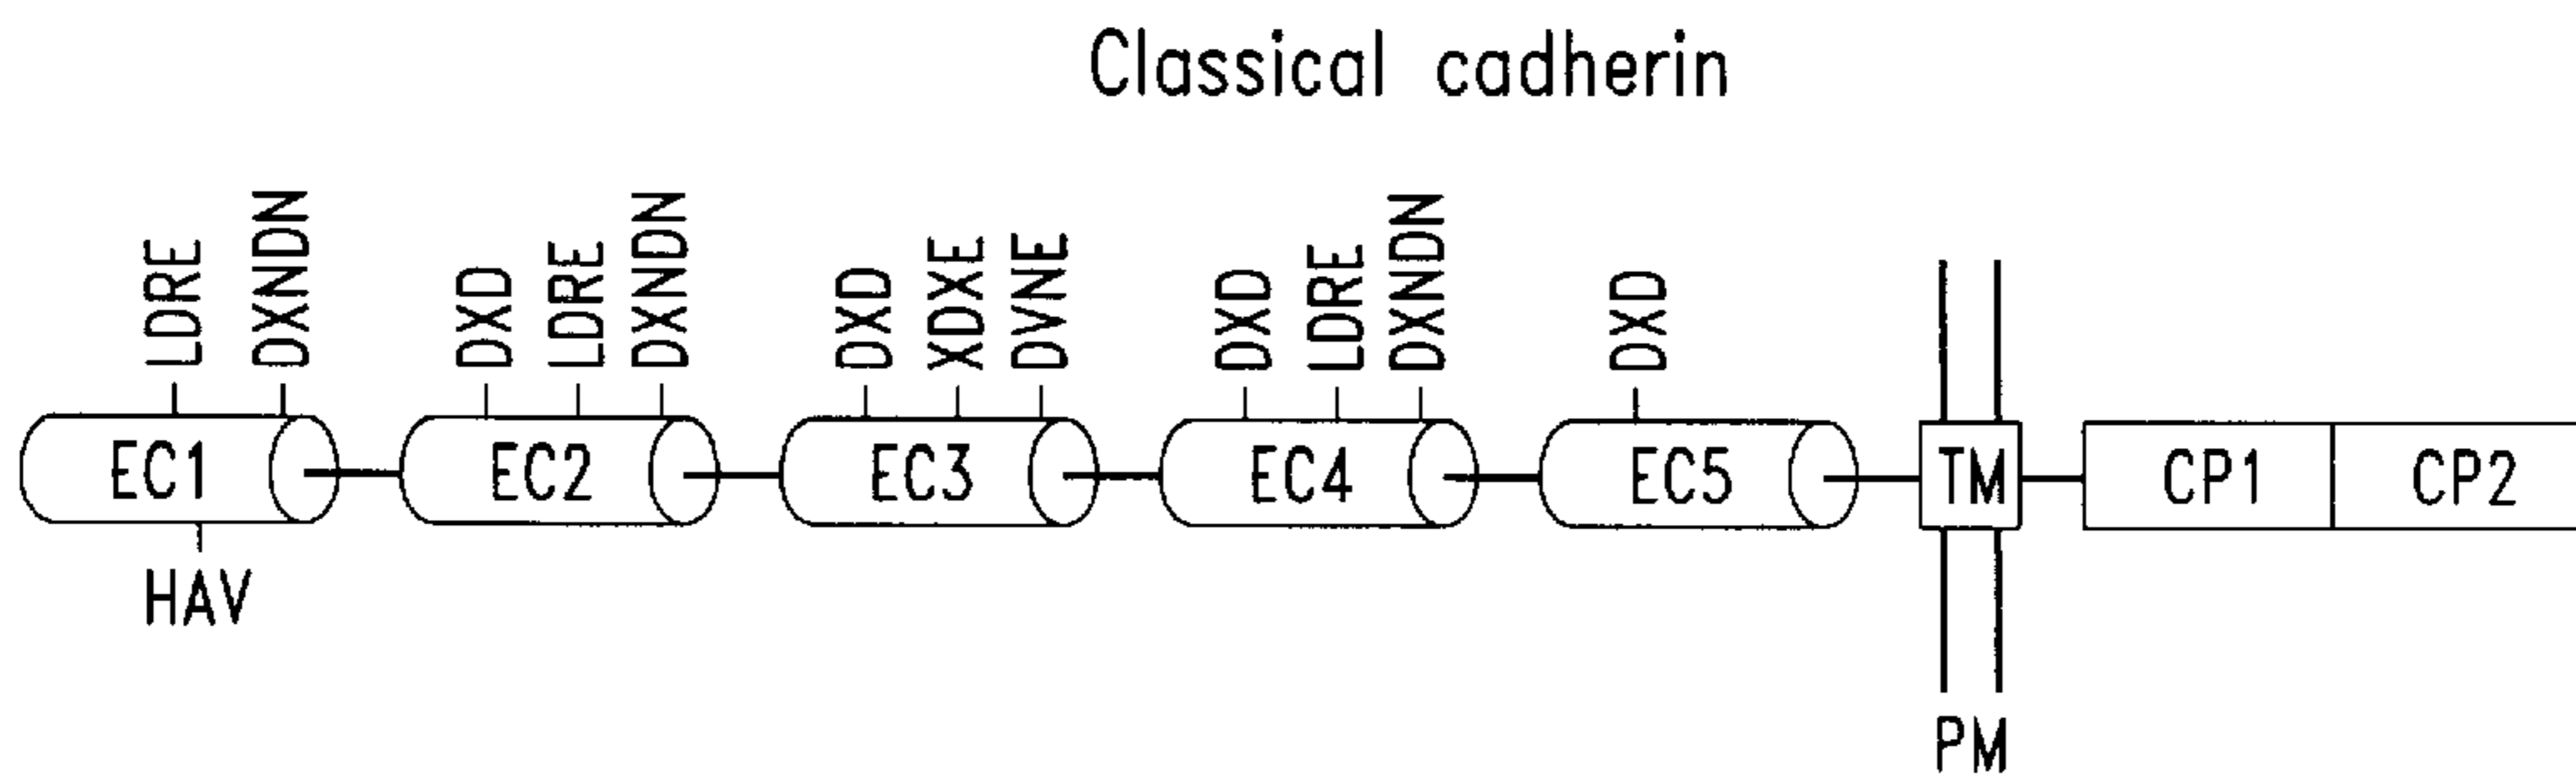 Classical cadherin
LDRE DXNDN DXD LDRE DXNDN DXD XDXE DVNE DXD LDRE DXNDN DXD
EC1 EC2 EC3 EC4 EC5 TM CP1 CP2
HAV
PM